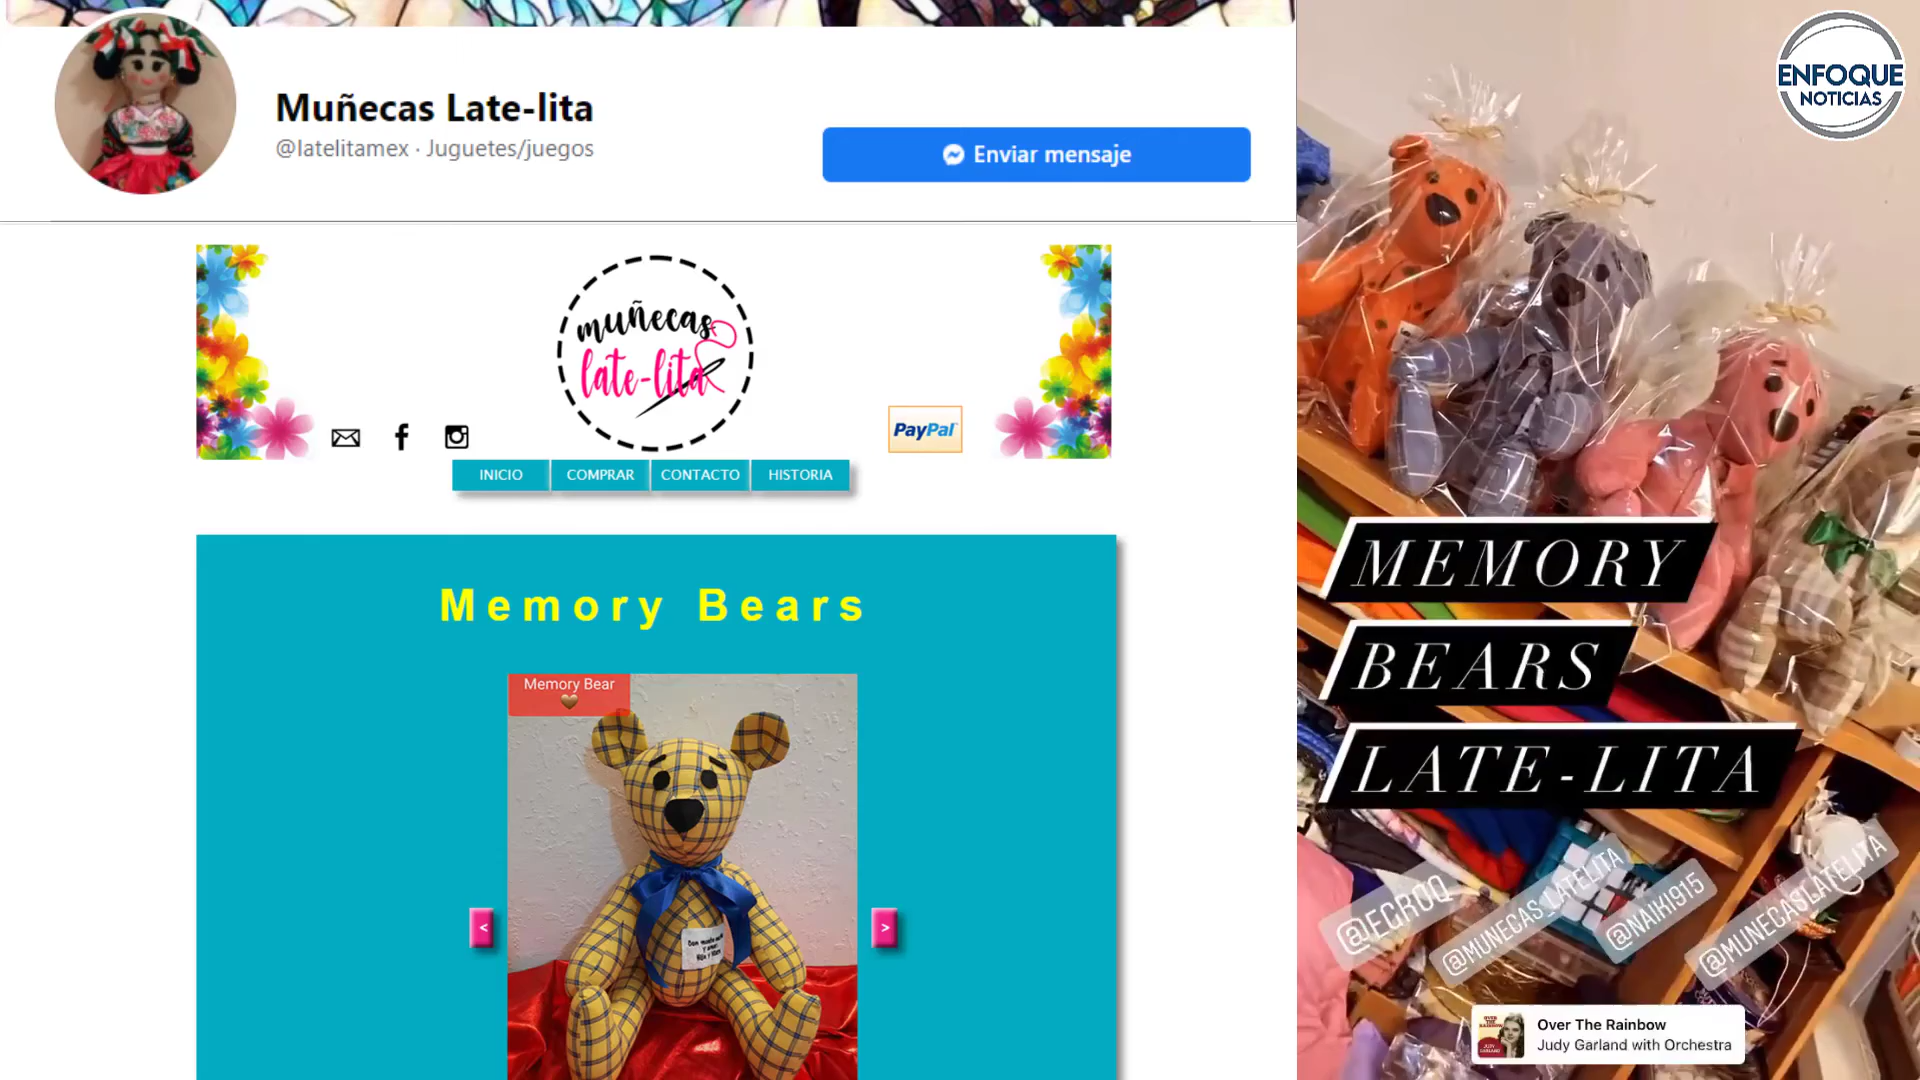 Muñecas Late-lita
@latelitamex · Juguetes/juegos
Enviar mensaje
muñecas
late-lita
PayPal
INICIO
COMPRAR
CONTACTO
HISTORIA
Memory Bears
Memory Bear
<
>
ENFOQUE
NOTICIAS
MEMORY
BEARS
LATE-LITA
@ECROQ
@MUNECAS_LATELITA
@NAIKI915
@MUNECASLATELITA
Over The Rainbow
Judy Garland with Orchestra